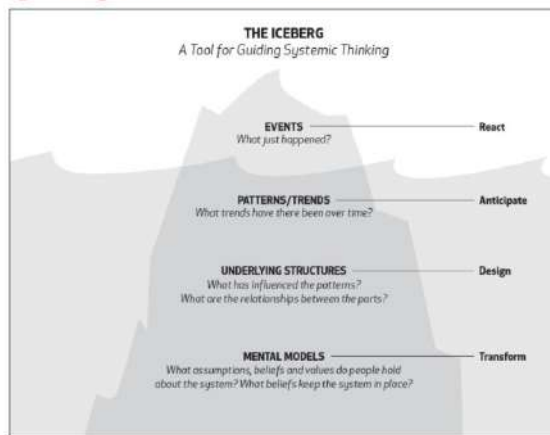 THE ICEBERG
A Tool for Guiding Systemic Thinking
EVENTS React
What just happened?
PATTERNS/TRENDS Anticipate
What trends have there been over time?
UNDERLYING STRUCTURES Design
What has influenced the patterns?
What are the relationships between the parts?
MENTAL MODELS Transform
What assumptions, beliefs and values do people hold
about the system? What beliefs keep the system in place?